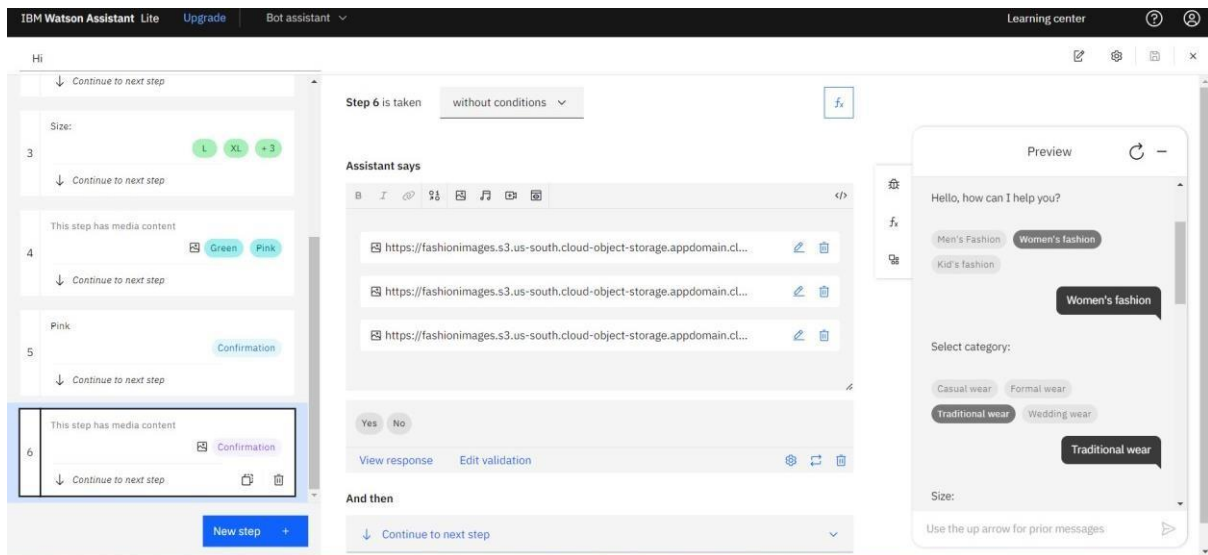 IBM Watson Assistant Lite Upgrade Bot assistant Learning center
Hi
Continue to next step
3
Size:
L XL + 3
Continue to next step
4
This step has media content
Green Pink
Continue to next step
5
Pink
Confirmation
Continue to next step
6
This step has media content
Confirmation
Continue to next step
New step +
Step 6 is taken without conditions fx
Assistant says
B I </>
https://fashionimages.s3.us-south.cloud-object-storage.appdomain.cl...
https://fashionimages.s3.us-south.cloud-object-storage.appdomain.cl...
https://fashionimages.s3.us-south.cloud-object-storage.appdomain.cl...
Yes No
View response Edit validation
And then
Continue to next step
fx
Preview
Hello, how can I help you?
Men's Fashion Women's fashion
Kid's fashion
Women's fashion
Select category:
Casual wear Formal wear
Traditional wear Wedding wear
Traditional wear
Size:
Use the up arrow for prior messages